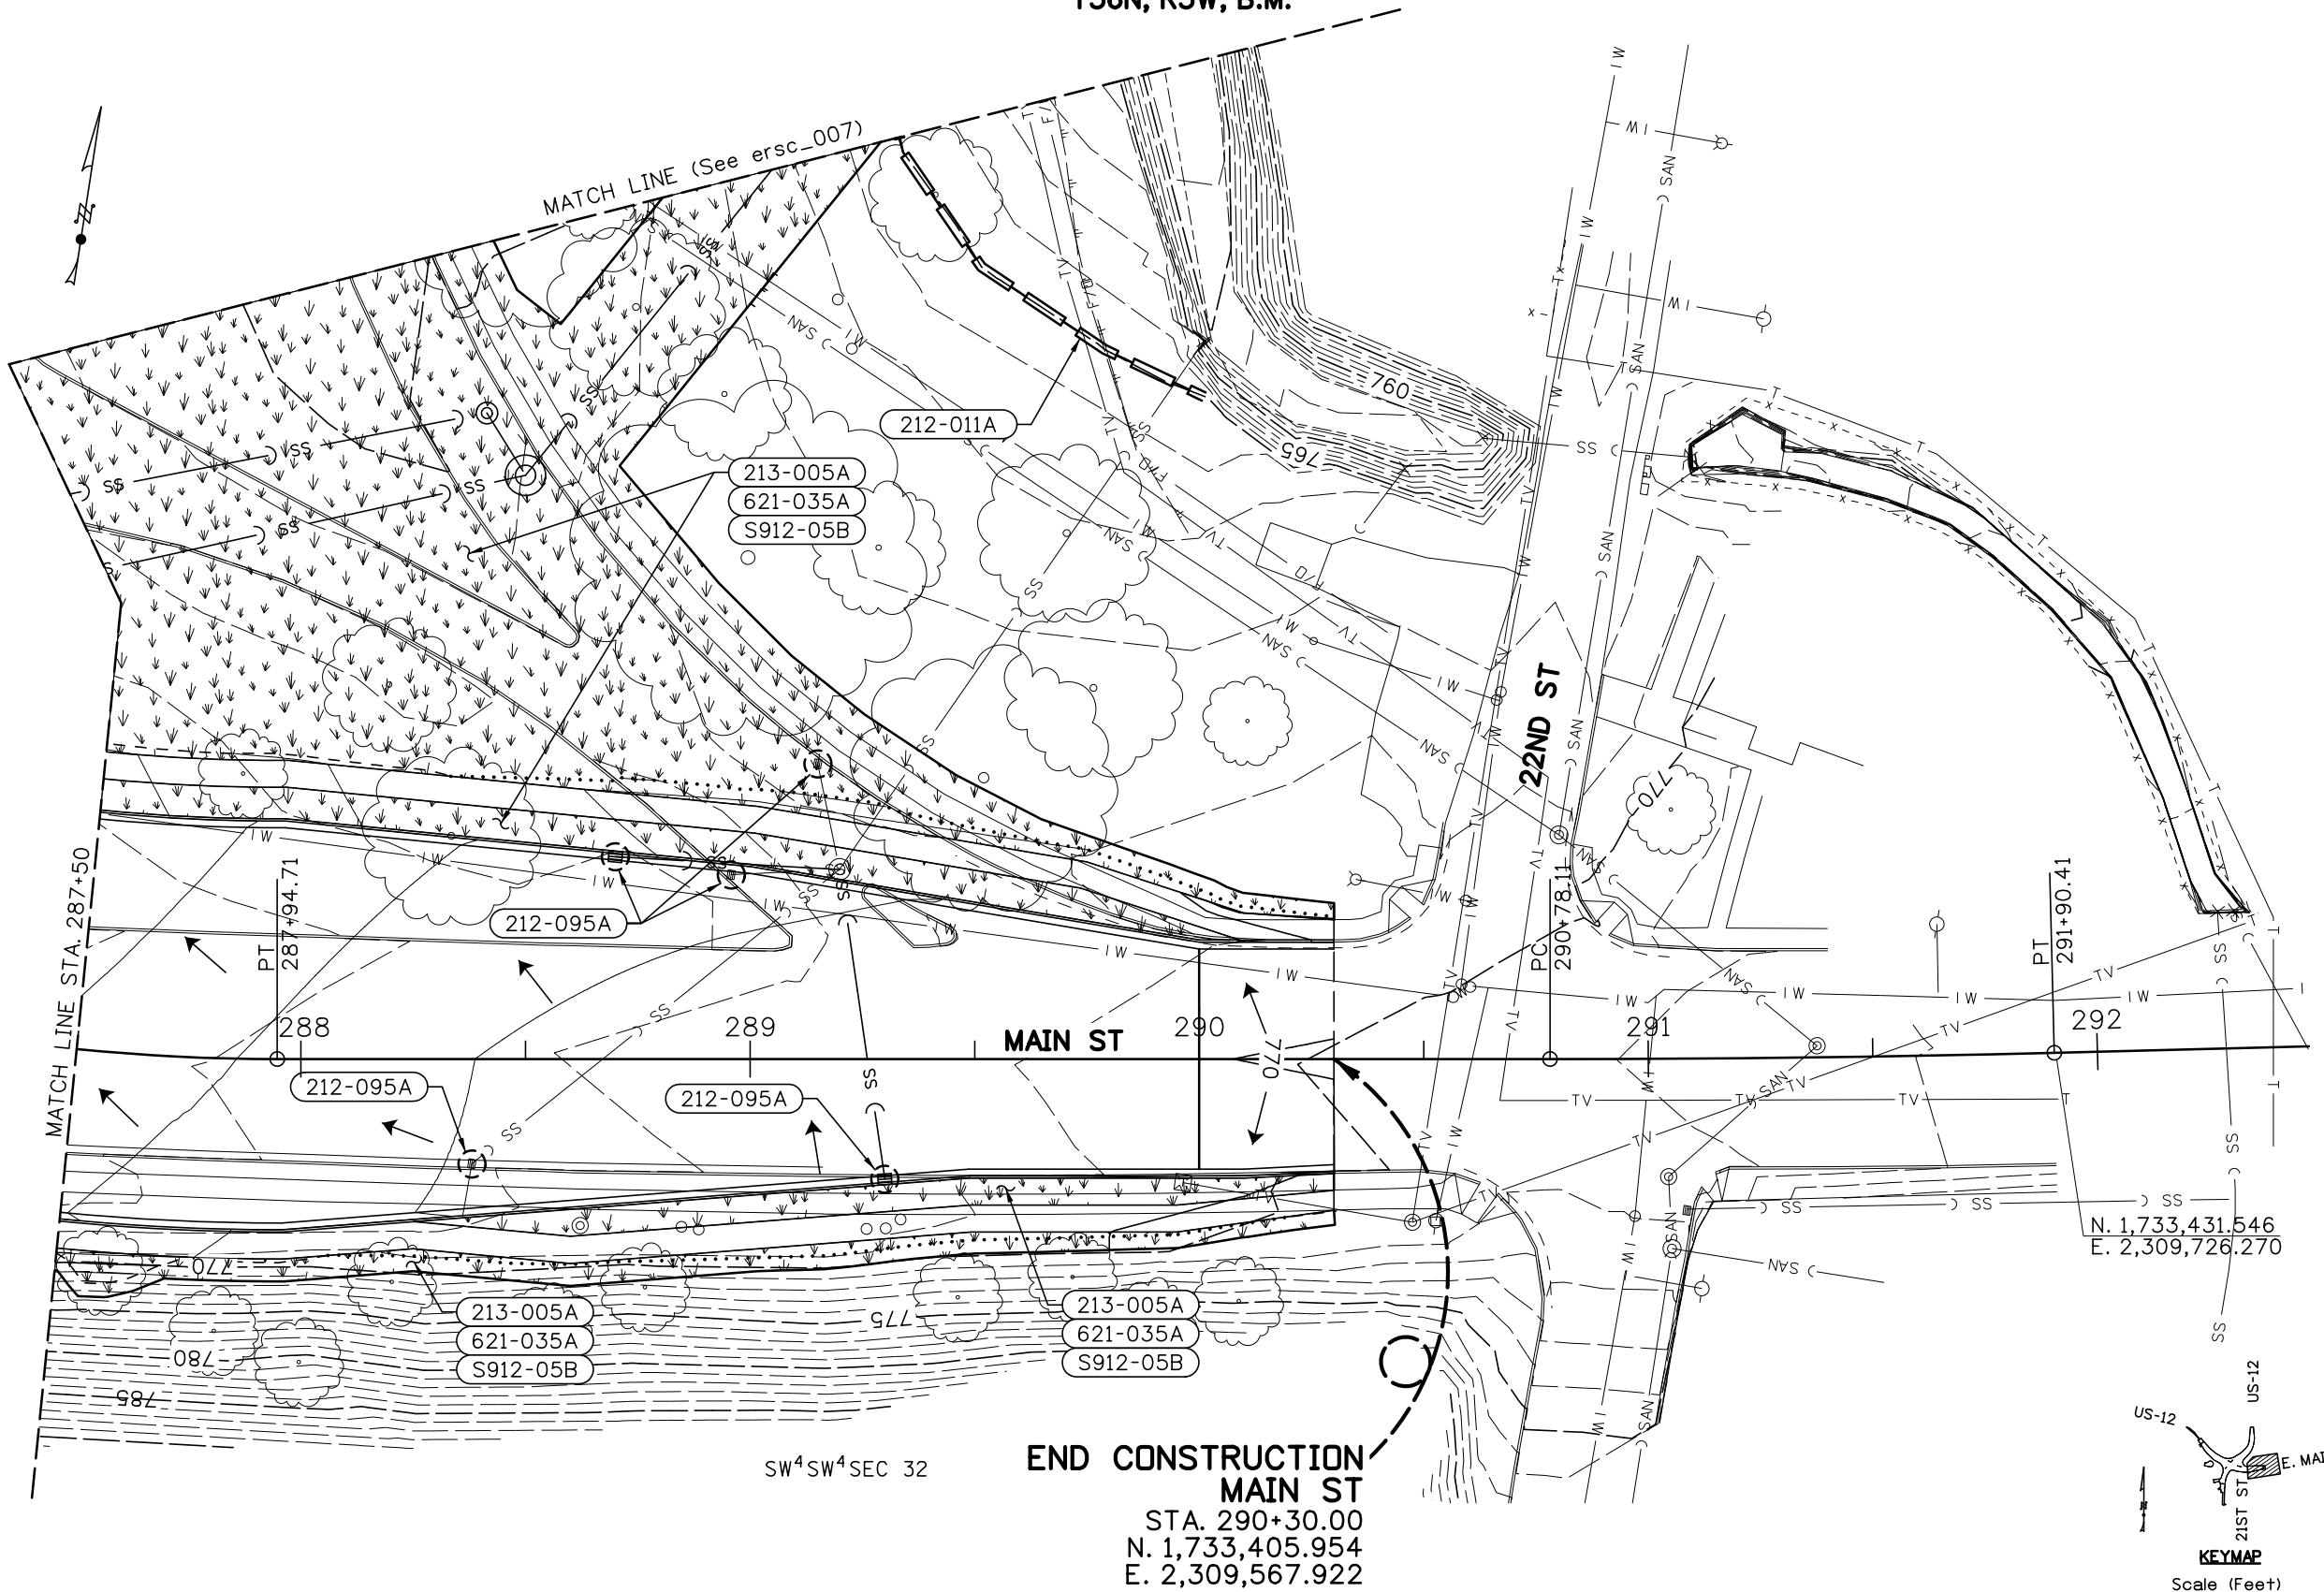 T36N, R5W, B.M.
MATCH LINE (See ersc_007)
212-011A
213-005A
621-035A
S912-05B
760
765
22ND ST
770
MATCH LINE STA. 287+50
PT
287+94.71
212-095A
PC
290+78.11
PT
291+90.41
288
289
MAIN ST
290
770
291
292
212-095A
212-095A
770
775
780
785
213-005A
621-035A
S912-05B
213-005A
621-035A
S912-05B
N. 1,733,431.546
E. 2,309,726.270
SW⁴SW⁴SEC 32
END CONSTRUCTION
MAIN ST
STA. 290+30.00
N. 1,733,405.954
E. 2,309,567.922
US-12
US-12
E. MAI
21ST ST
KEYMAP
Scale (Feet)